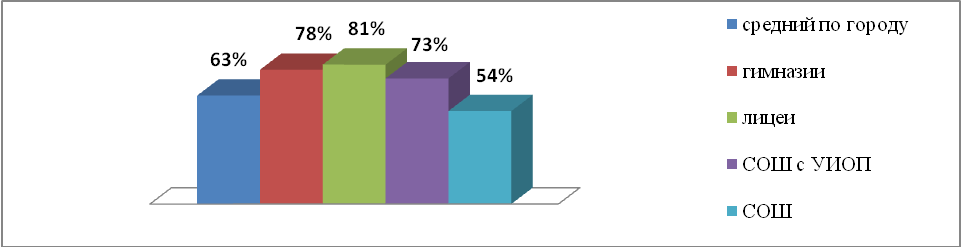 63%
78%
81%
73%
54%
средний по городу
гимназии
лицеи
СОШ с УИОП
СОШ